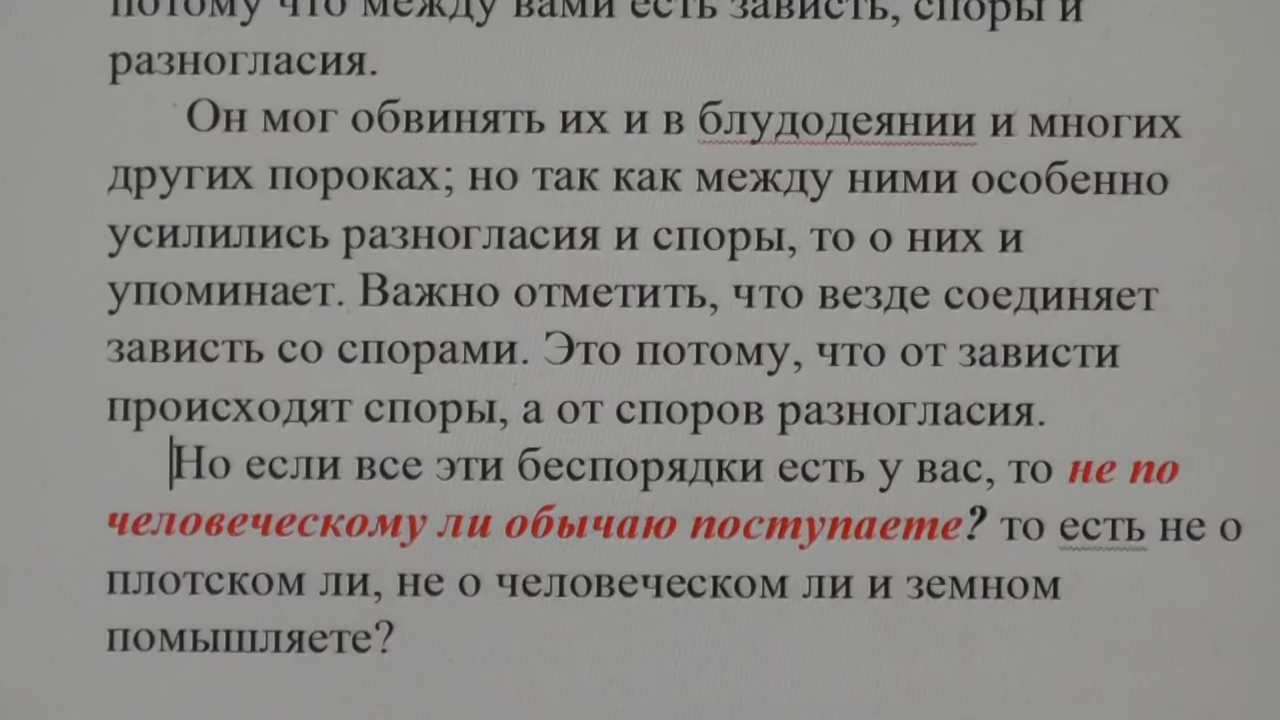 потому что между вами есть зависть, споры и
разногласия.
Он мог обвинять их и в блудодеянии и многих
других пороках; но так как между ними особенно
усилились разногласия и споры, то о них и
упоминает. Важно отметить, что везде соединяет
зависть со спорами. Это потому, что от зависти
происходят споры, а от споров разногласия.
Но если все эти беспорядки есть у вас, то не по
человеческому ли обычаю поступаете? то есть не о
плотском ли, не о человеческом ли и земном
помышляете?